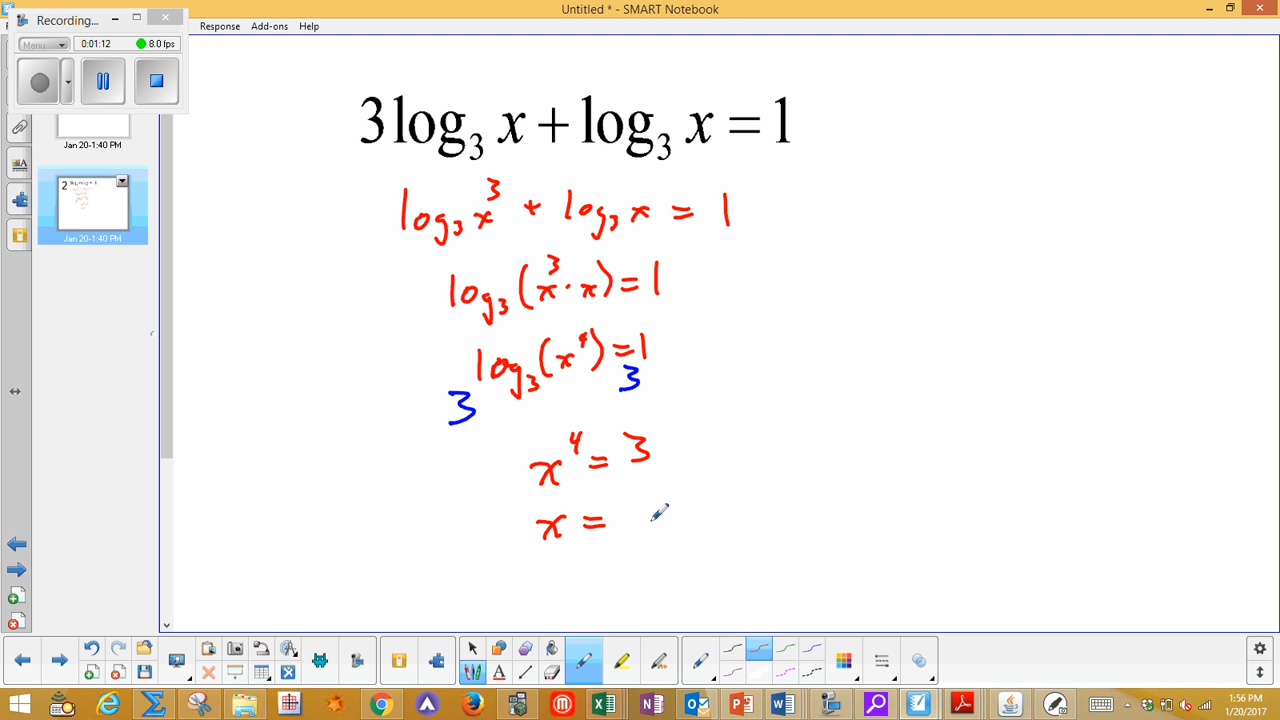 Untitled * - SMART Notebook
Recording...
Response Add-ons Help
Menu 0:01:12 8.0 fps
3log₃ x + log₃ x = 1
Jan 20-1:40 PM
log₃ x³ + log₃ x = 1
2
log₃ (x³ · x) = 1
Jan 20-1:40 PM
log₃ (x⁴) = 1
3 3
x⁴ = 3
x =
1:56 PM
1/20/2017